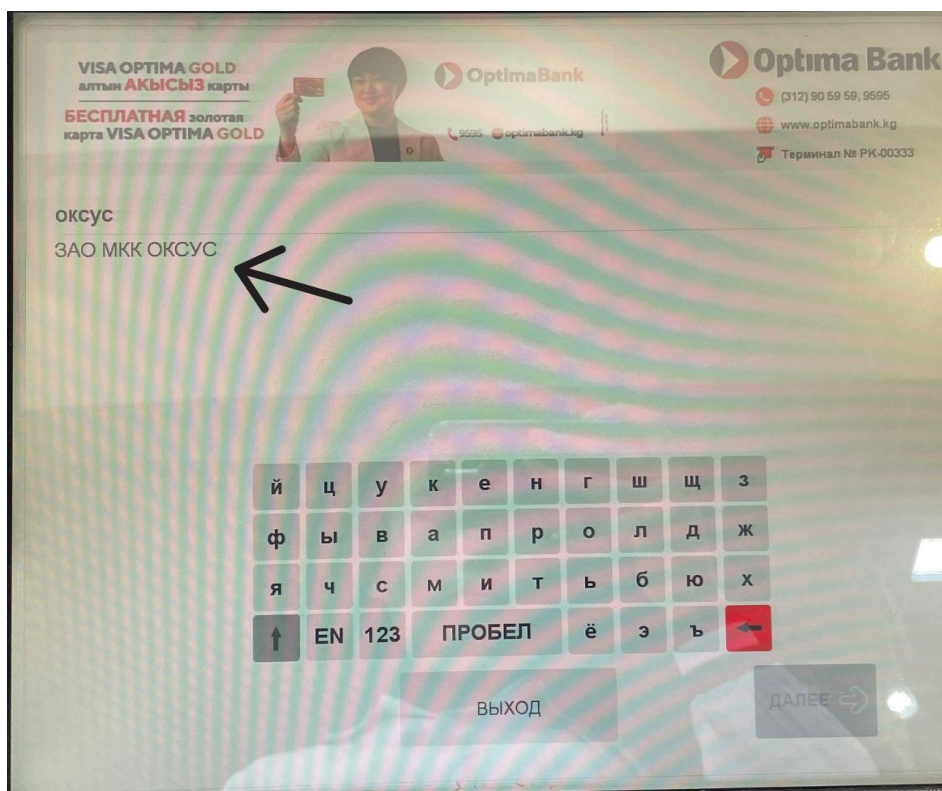 VISA OPTIMA GOLD
алтын АКЫСЫЗ карты
БЕСПЛАТНАЯ золотая
карта VISA OPTIMA GOLD
OptimaBank
9595 optimabank.kg
Optima Bank
(312) 90 59 59, 9595
www.optimabank.kg
Терминал № РК-00333
оксус
ЗАО МКК ОКСУС
й ц у к е н г ш щ з
ф ы в а п р о л д ж
я ч с м и т ь б ю х
EN 123 ПРОБЕЛ ё э ъ
ВЫХОД
ДАЛЕЕ